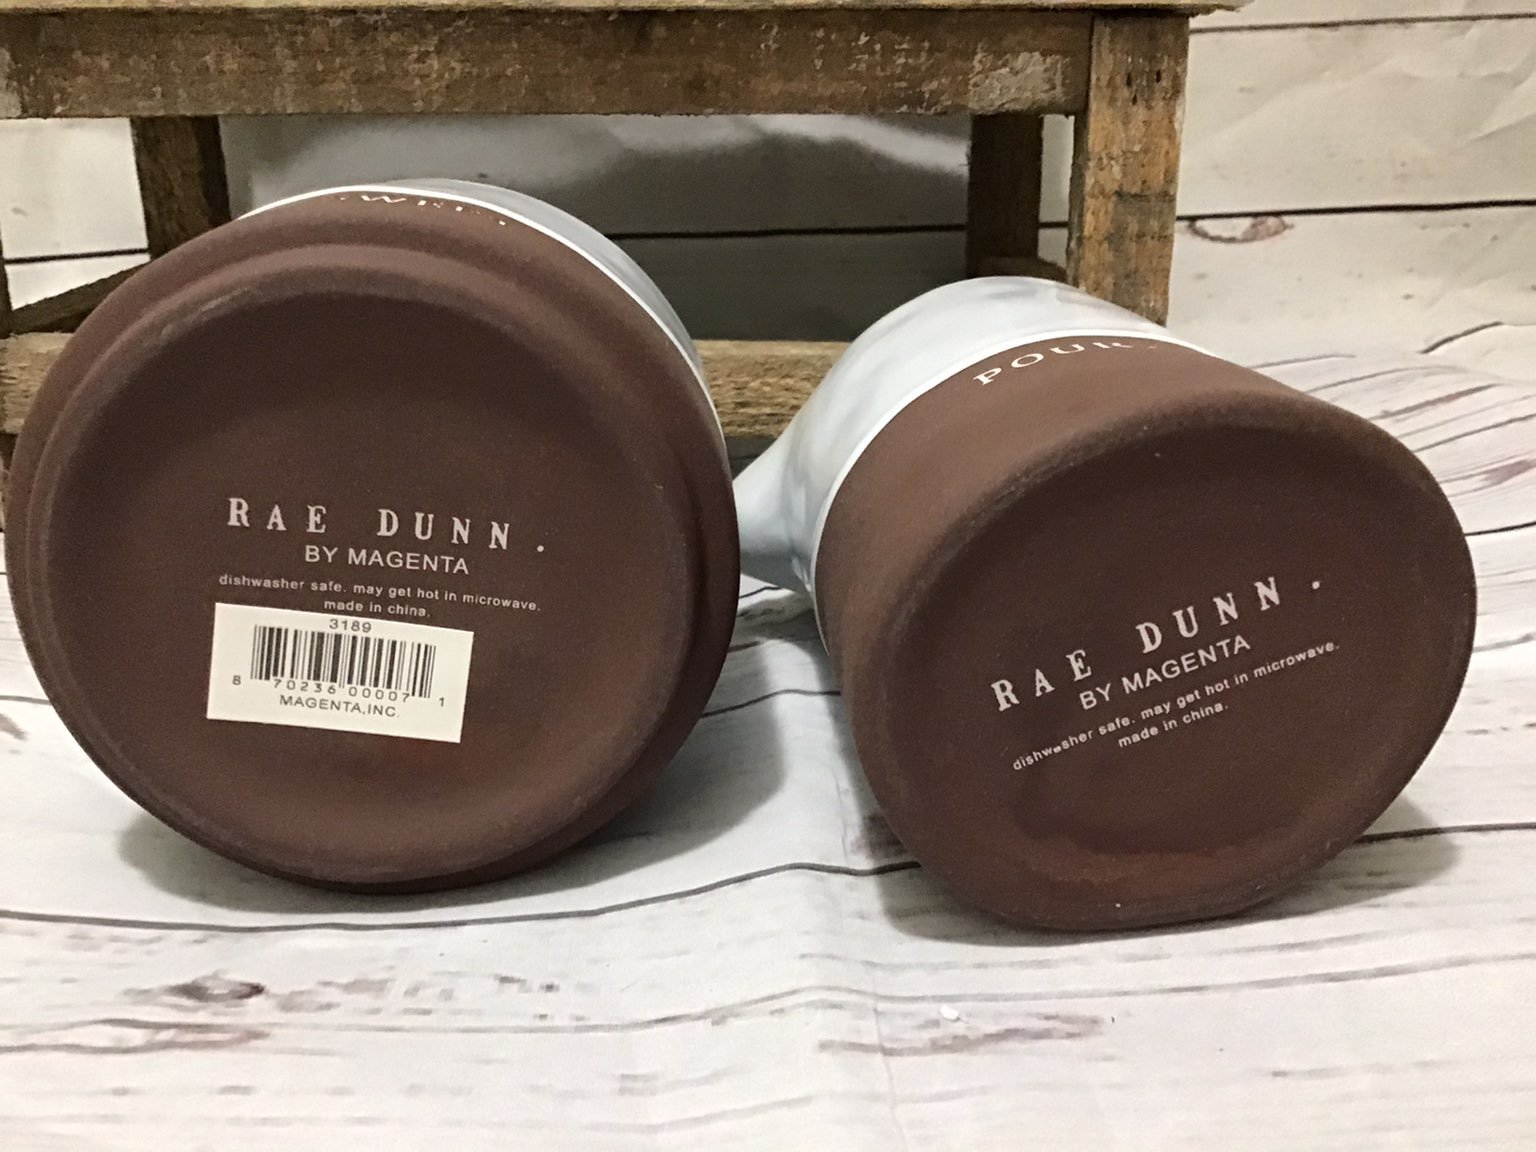 RAE DUNN.
BY MAGENTA
dishwasher safe. may get hot in microwave.
made in china.
3189
8 70236 00007 1
MAGENTA,INC.
POUR
RAE DUNN.
BY MAGENTA
dishwasher safe. may get hot in microwave.
made in china.